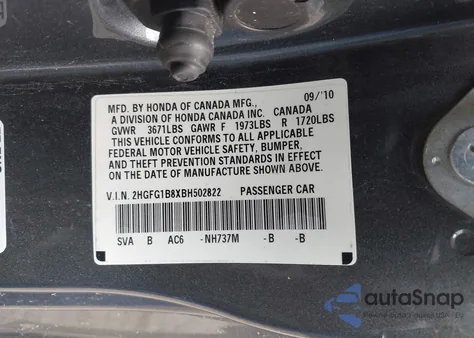 09/'10
MFD. BY HONDA OF CANADA MFG.,
A DIVISION OF HONDA CANADA INC. CANADA
GVWR 3671LBS GAWR F 1973LBS R 1720LBS
THIS VEHICLE CONFORMS TO ALL APPLICABLE
FEDERAL MOTOR VEHICLE SAFETY, BUMPER,
AND THEFT PREVENTION STANDARDS IN EFFECT
ON THE DATE OF MANUFACTURE SHOWN ABOVE.
V.I.N. 2HGFG1B8XBH502822 PASSENGER CAR
SVA B AC6 -NH737M -B -B
autoSnap